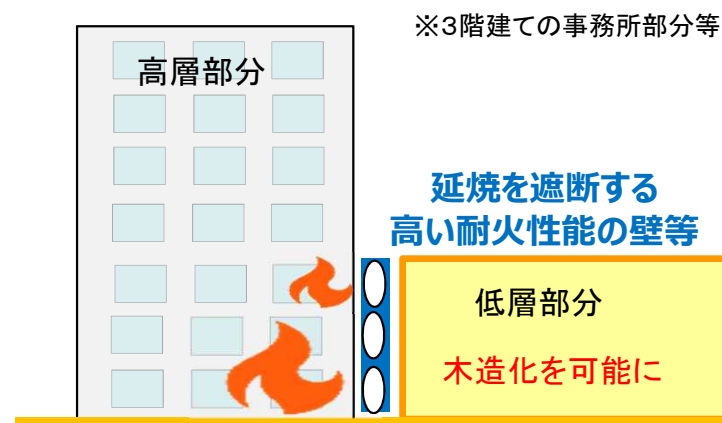 ※3階建ての事務所部分等
高層部分
延焼を遮断する
高い耐火性能の壁等
低層部分
木造化を可能に